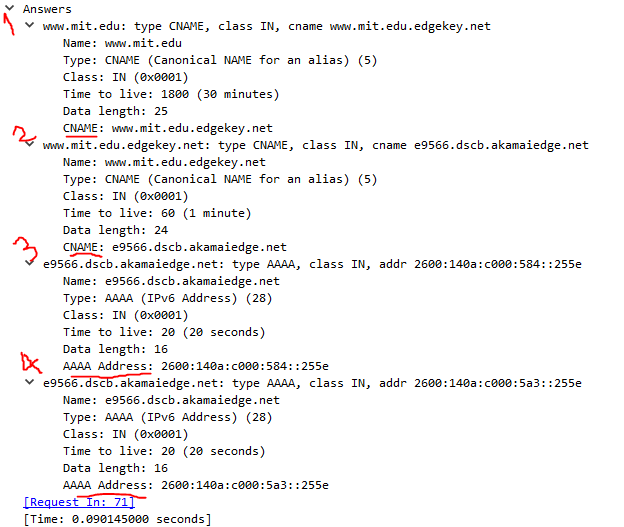 Answers
1
www.mit.edu: type CNAME, class IN, cname www.mit.edu.edgekey.net
Name: www.mit.edu
Type: CNAME (Canonical NAME for an alias) (5)
Class: IN (0x0001)
Time to live: 1800 (30 minutes)
Data length: 25
CNAME: www.mit.edu.edgekey.net
2
www.mit.edu.edgekey.net: type CNAME, class IN, cname e9566.dscb.akamaiedge.net
Name: www.mit.edu.edgekey.net
Type: CNAME (Canonical NAME for an alias) (5)
Class: IN (0x0001)
Time to live: 60 (1 minute)
Data length: 24
CNAME: e9566.dscb.akamaiedge.net
3
e9566.dscb.akamaiedge.net: type AAAA, class IN, addr 2600:140a:c000:584::255e
Name: e9566.dscb.akamaiedge.net
Type: AAAA (IPv6 Address) (28)
Class: IN (0x0001)
Time to live: 20 (20 seconds)
Data length: 16
AAAA Address: 2600:140a:c000:584::255e
4
e9566.dscb.akamaiedge.net: type AAAA, class IN, addr 2600:140a:c000:5a3::255e
Name: e9566.dscb.akamaiedge.net
Type: AAAA (IPv6 Address) (28)
Class: IN (0x0001)
Time to live: 20 (20 seconds)
Data length: 16
AAAA Address: 2600:140a:c000:5a3::255e
[Request In: 71]
[Time: 0.090145000 seconds]